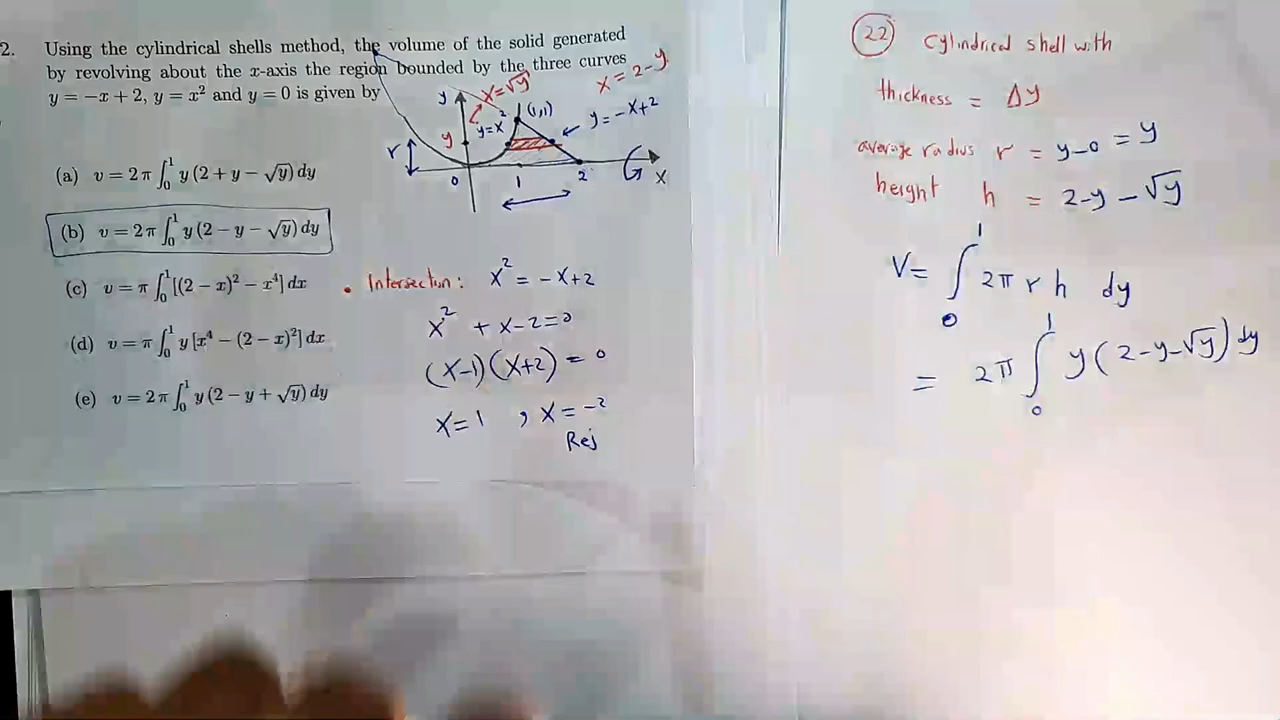 2. Using the cylindrical shells method, the volume of the solid generated
by revolving about the x-axis the region bounded by the three curves
y = −x + 2, y = x² and y = 0 is given by
(a) v = 2π ∫₀¹ y (2 + y − √y) dy
(b) v = 2π ∫₀¹ y (2 − y − √y) dy
(c) v = π ∫₀¹ [(2 − x)² − x⁴] dx
(d) v = π ∫₀¹ y [x⁴ − (2 − x)²] dx
(e) v = 2π ∫₀¹ y (2 − y + √y) dy
x = √y
x = 2 − y
y
y = x²
(1,1)
y = −x + 2
y
r
0
1
2
x
• Intersection: x² = −x + 2
x² + x − 2 = 0
(x−1)(x+2) = 0
x = 1 , x = −2
Rej
22 cylindrical shell with
thickness = Δy
average radius r = y − 0 = y
height h = 2 − y − √y
V = ∫₀¹ 2π r h dy
= 2π ∫₀¹ y (2 − y − √y) dy